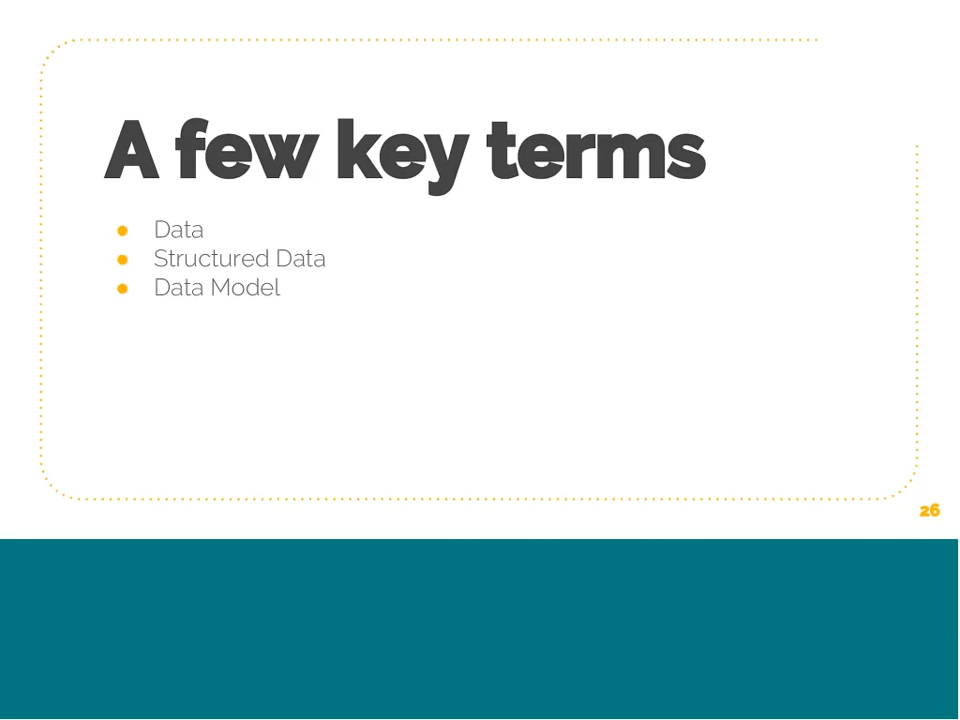 A few key terms
● Data
● Structured Data
● Data Model
26